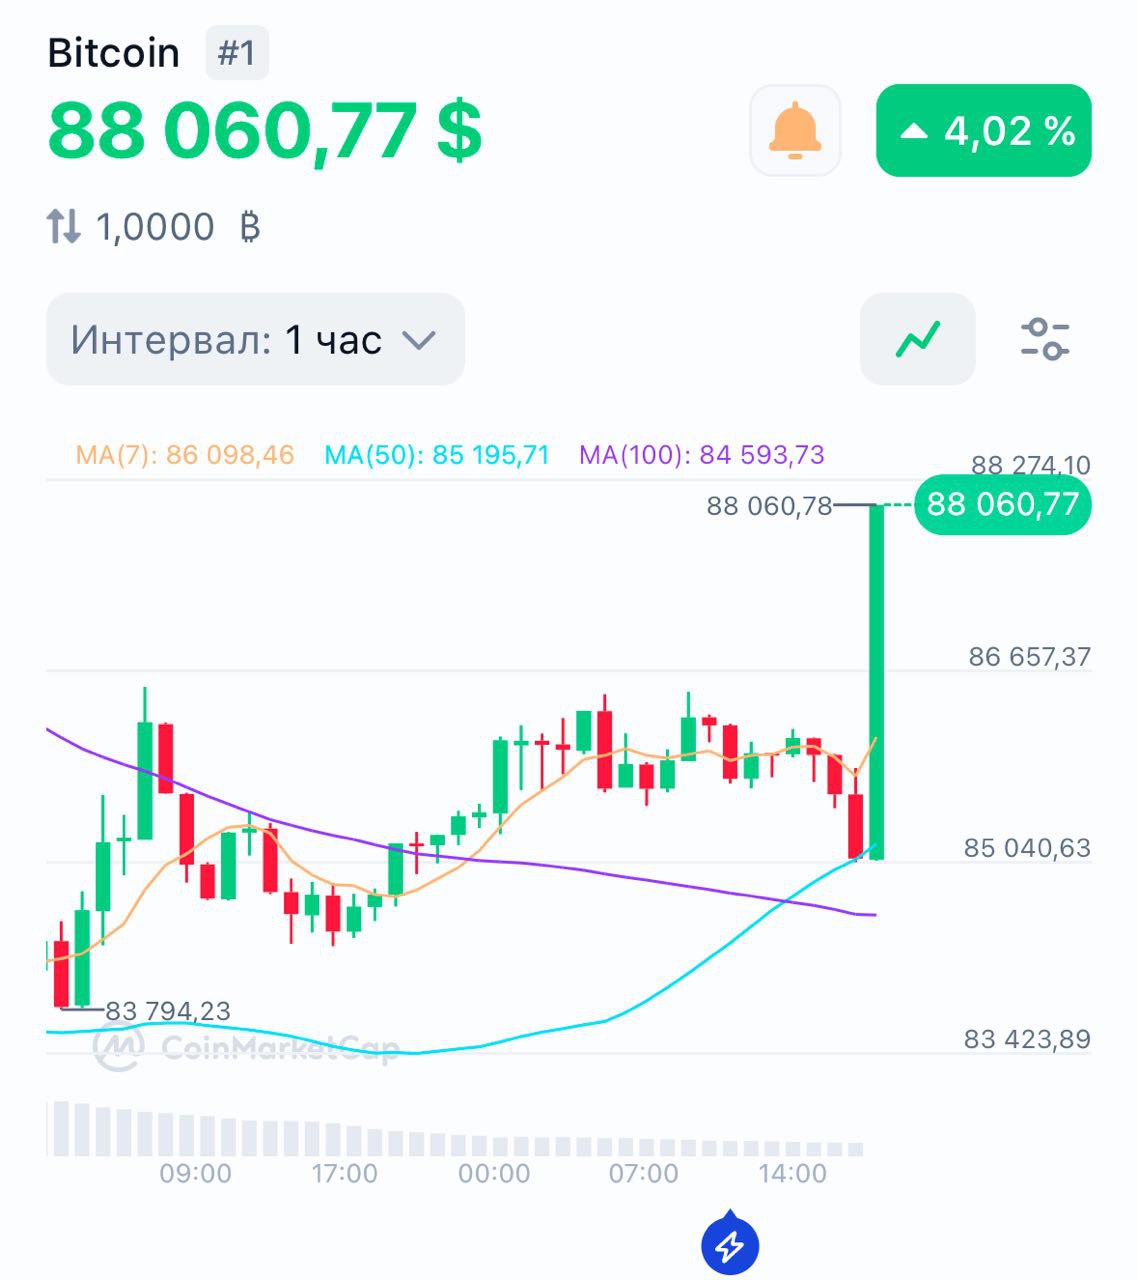 Bitcoin #1
88 060,77 $
4,02 %
1,0000 ₿
Интервал: 1 час
MA(7): 86 098,46 MA(50): 85 195,71 MA(100): 84 593,73
88 274,10
88 060,78
88 060,77
86 657,37
85 040,63
83 794,23
83 423,89
CoinMarketCap
09:00 17:00 00:00 07:00 14:00